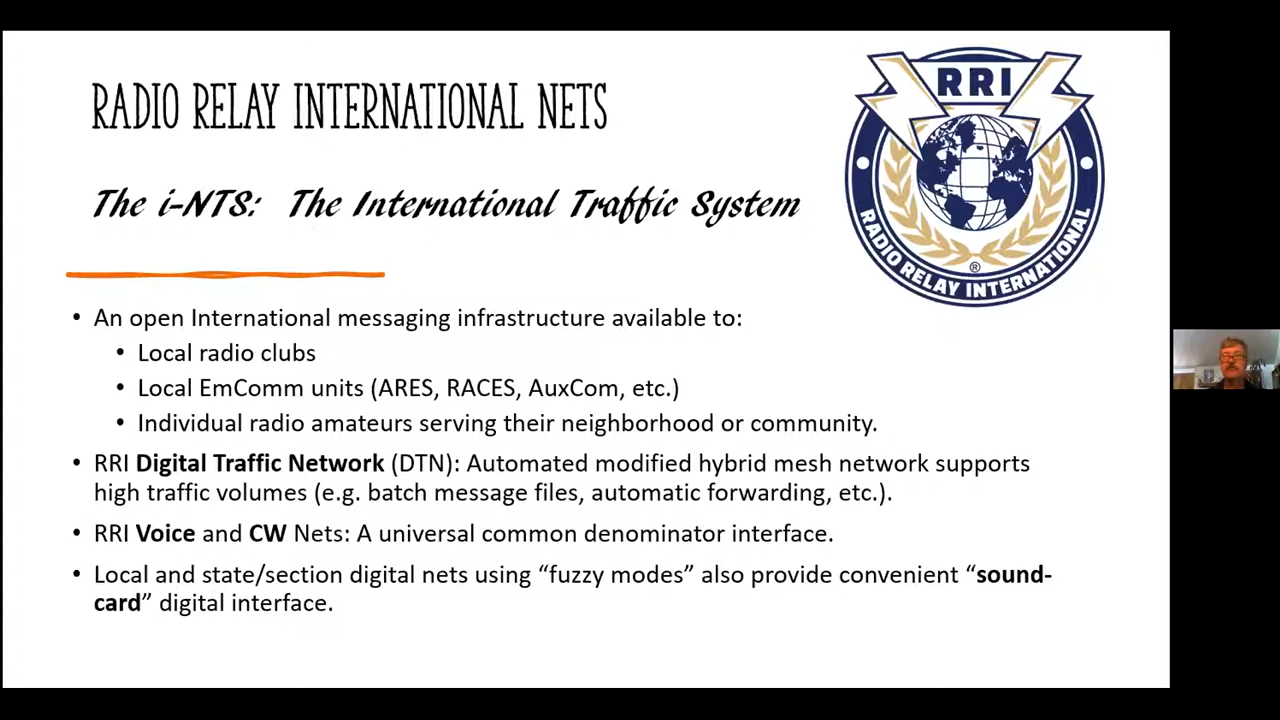 RADIO RELAY INTERNATIONAL NETS
RRI
The i-NTS: The International Traffic System
RADIO RELAY INTERNATIONAL
®
• An open International messaging infrastructure available to:
• Local radio clubs
• Local EmComm units (ARES, RACES, AuxCom, etc.)
• Individual radio amateurs serving their neighborhood or community.
• RRI Digital Traffic Network (DTN): Automated modified hybrid mesh network supports
high traffic volumes (e.g. batch message files, automatic forwarding, etc.).
• RRI Voice and CW Nets: A universal common denominator interface.
• Local and state/section digital nets using “fuzzy modes” also provide convenient “sound-
card” digital interface.